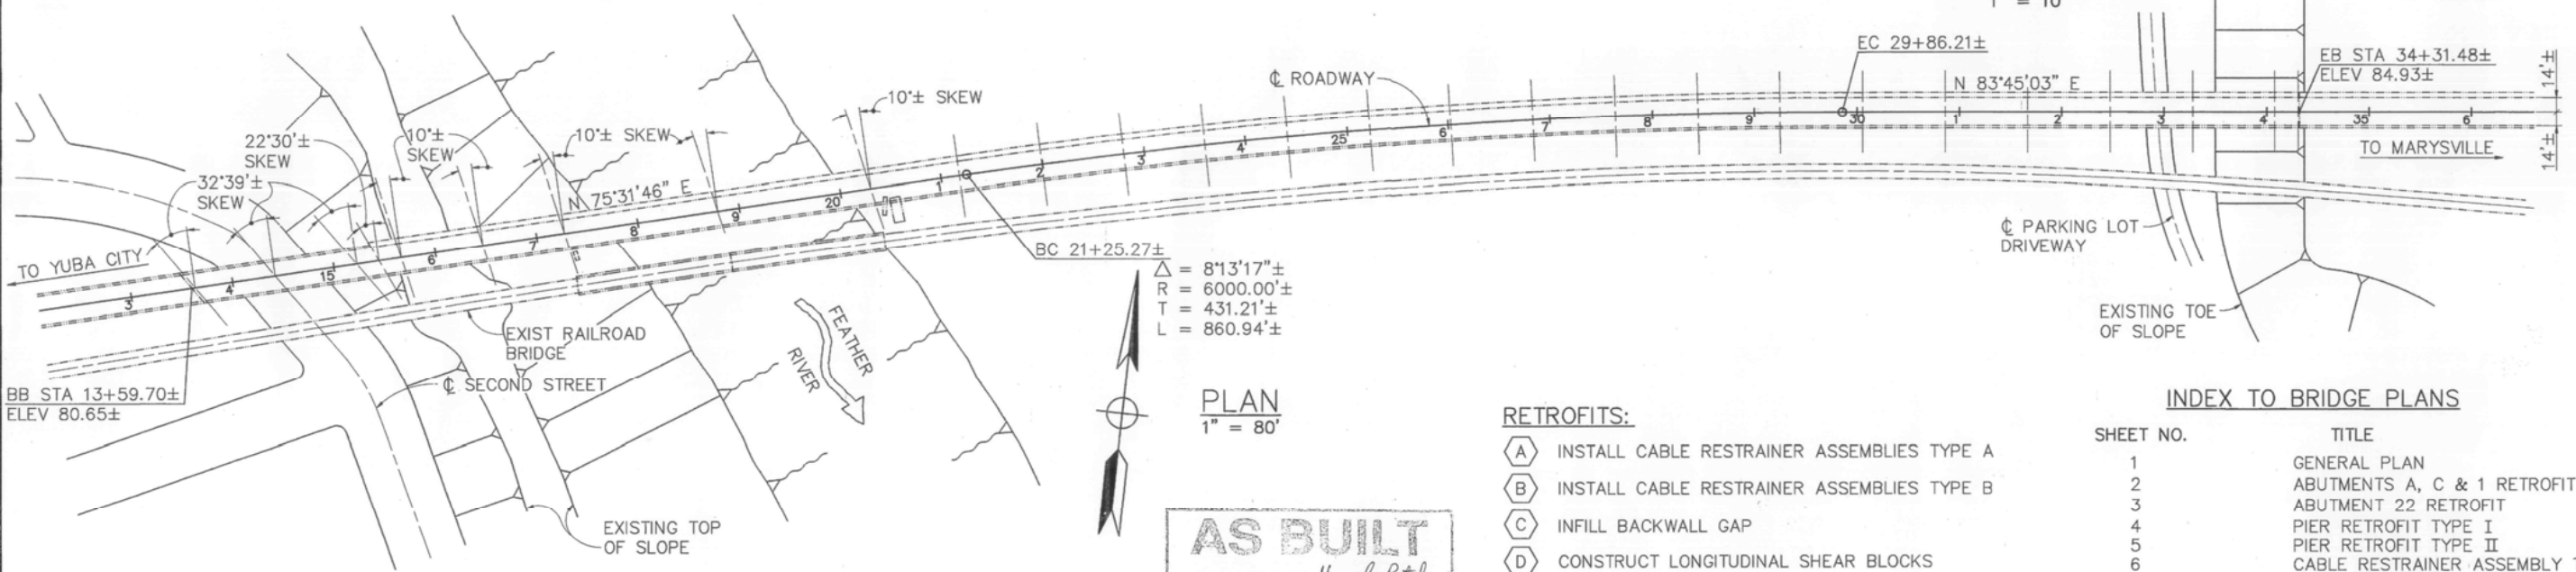 1" = 10'
EC 29+86.21±
EB STA 34+31.48±
ELEV 84.93±
14'±
℄ ROADWAY
N 83°45'03" E
10°± SKEW
22°30'±
SKEW
10°±
SKEW
10°± SKEW
32°39'±
SKEW
N 75°31'46" E
3
4
15
6
7
8
9
20
1
2
3
4
25
6
7
8
9
30
1
2
3
4
35
6
TO MARYSVILLE
14'±
TO YUBA CITY
BC 21+25.27±
℄ PARKING LOT
DRIVEWAY
Δ = 8°13'17"±
R = 6000.00'±
T = 431.21'±
L = 860.94'±
EXISTING TOE
OF SLOPE
EXIST RAILROAD
BRIDGE
FEATHER
RIVER
℄ SECOND STREET
BB STA 13+59.70±
ELEV 80.65±
EXISTING TOP
OF SLOPE
PLAN
1" = 80'
AS BUILT
RETROFITS:
A INSTALL CABLE RESTRAINER ASSEMBLIES TYPE A
B INSTALL CABLE RESTRAINER ASSEMBLIES TYPE B
C INFILL BACKWALL GAP
D CONSTRUCT LONGITUDINAL SHEAR BLOCKS
INDEX TO BRIDGE PLANS
SHEET NO. TITLE
1 GENERAL PLAN
2 ABUTMENTS A, C & 1 RETROFIT
3 ABUTMENT 22 RETROFIT
4 PIER RETROFIT TYPE I
5 PIER RETROFIT TYPE II
6 CABLE RESTRAINER ASSEMBLY